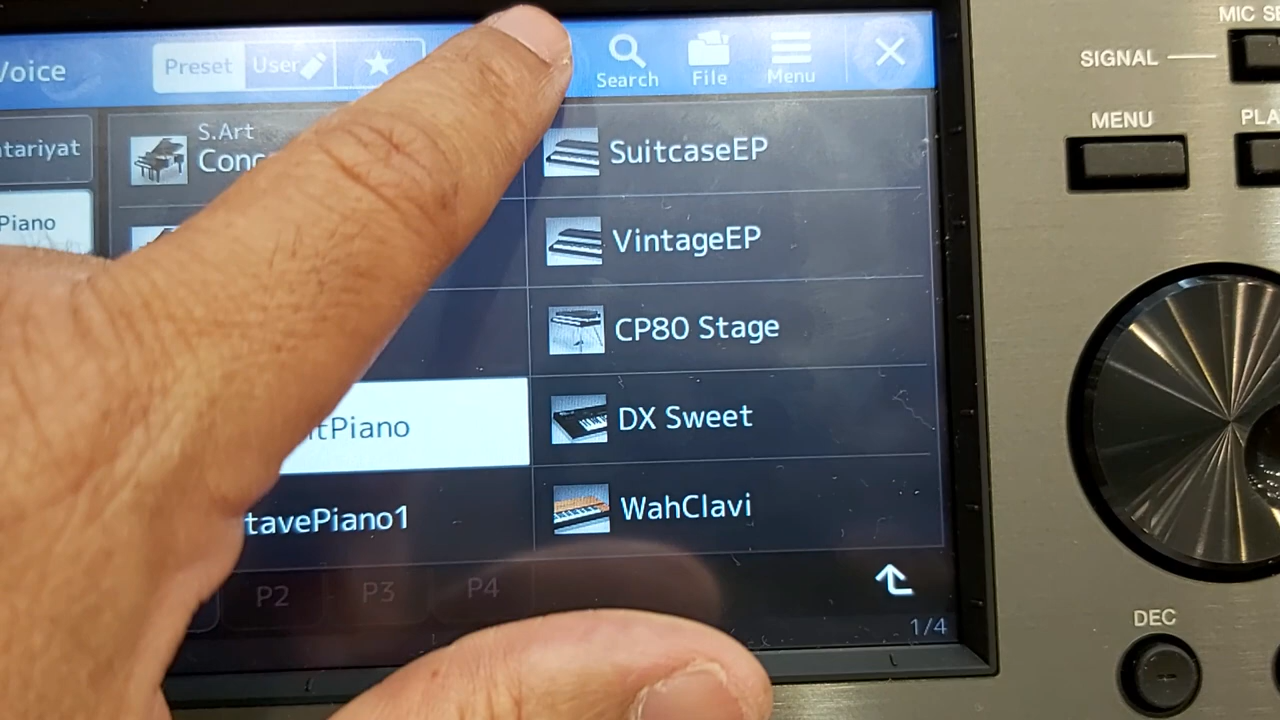 MIC SE
SIGNAL
MENU
PLA
Voice
Preset
User
Search
File
Menu
tariyat
Piano
S.Art
Conc
SuitcaseEP
VintageEP
CP80 Stage
tPiano
DX Sweet
tavePiano1
WahClavi
P2
P3
P4
1/4
DEC